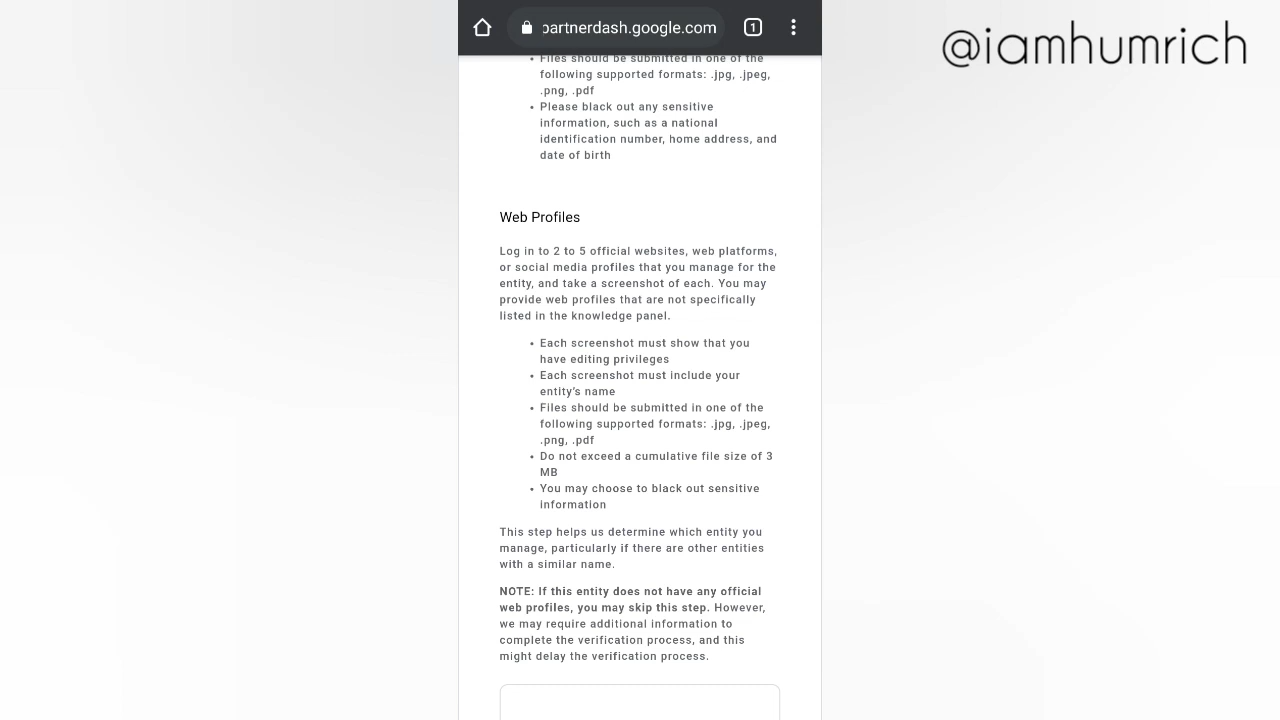 partnerdash.google.com
1
@iamhumrich
• Files should be submitted in one of the
following supported formats: .jpg, .jpeg,
.png, .pdf
• Please black out any sensitive
information, such as a national
identification number, home address, and
date of birth
Web Profiles
Log in to 2 to 5 official websites, web platforms,
or social media profiles that you manage for the
entity, and take a screenshot of each. You may
provide web profiles that are not specifically
listed in the knowledge panel.
• Each screenshot must show that you
have editing privileges
• Each screenshot must include your
entity's name
• Files should be submitted in one of the
following supported formats: .jpg, .jpeg,
.png, .pdf
• Do not exceed a cumulative file size of 3
MB
• You may choose to black out sensitive
information
This step helps us determine which entity you
manage, particularly if there are other entities
with a similar name.
NOTE: If this entity does not have any official
web profiles, you may skip this step. However,
we may require additional information to
complete the verification process, and this
might delay the verification process.